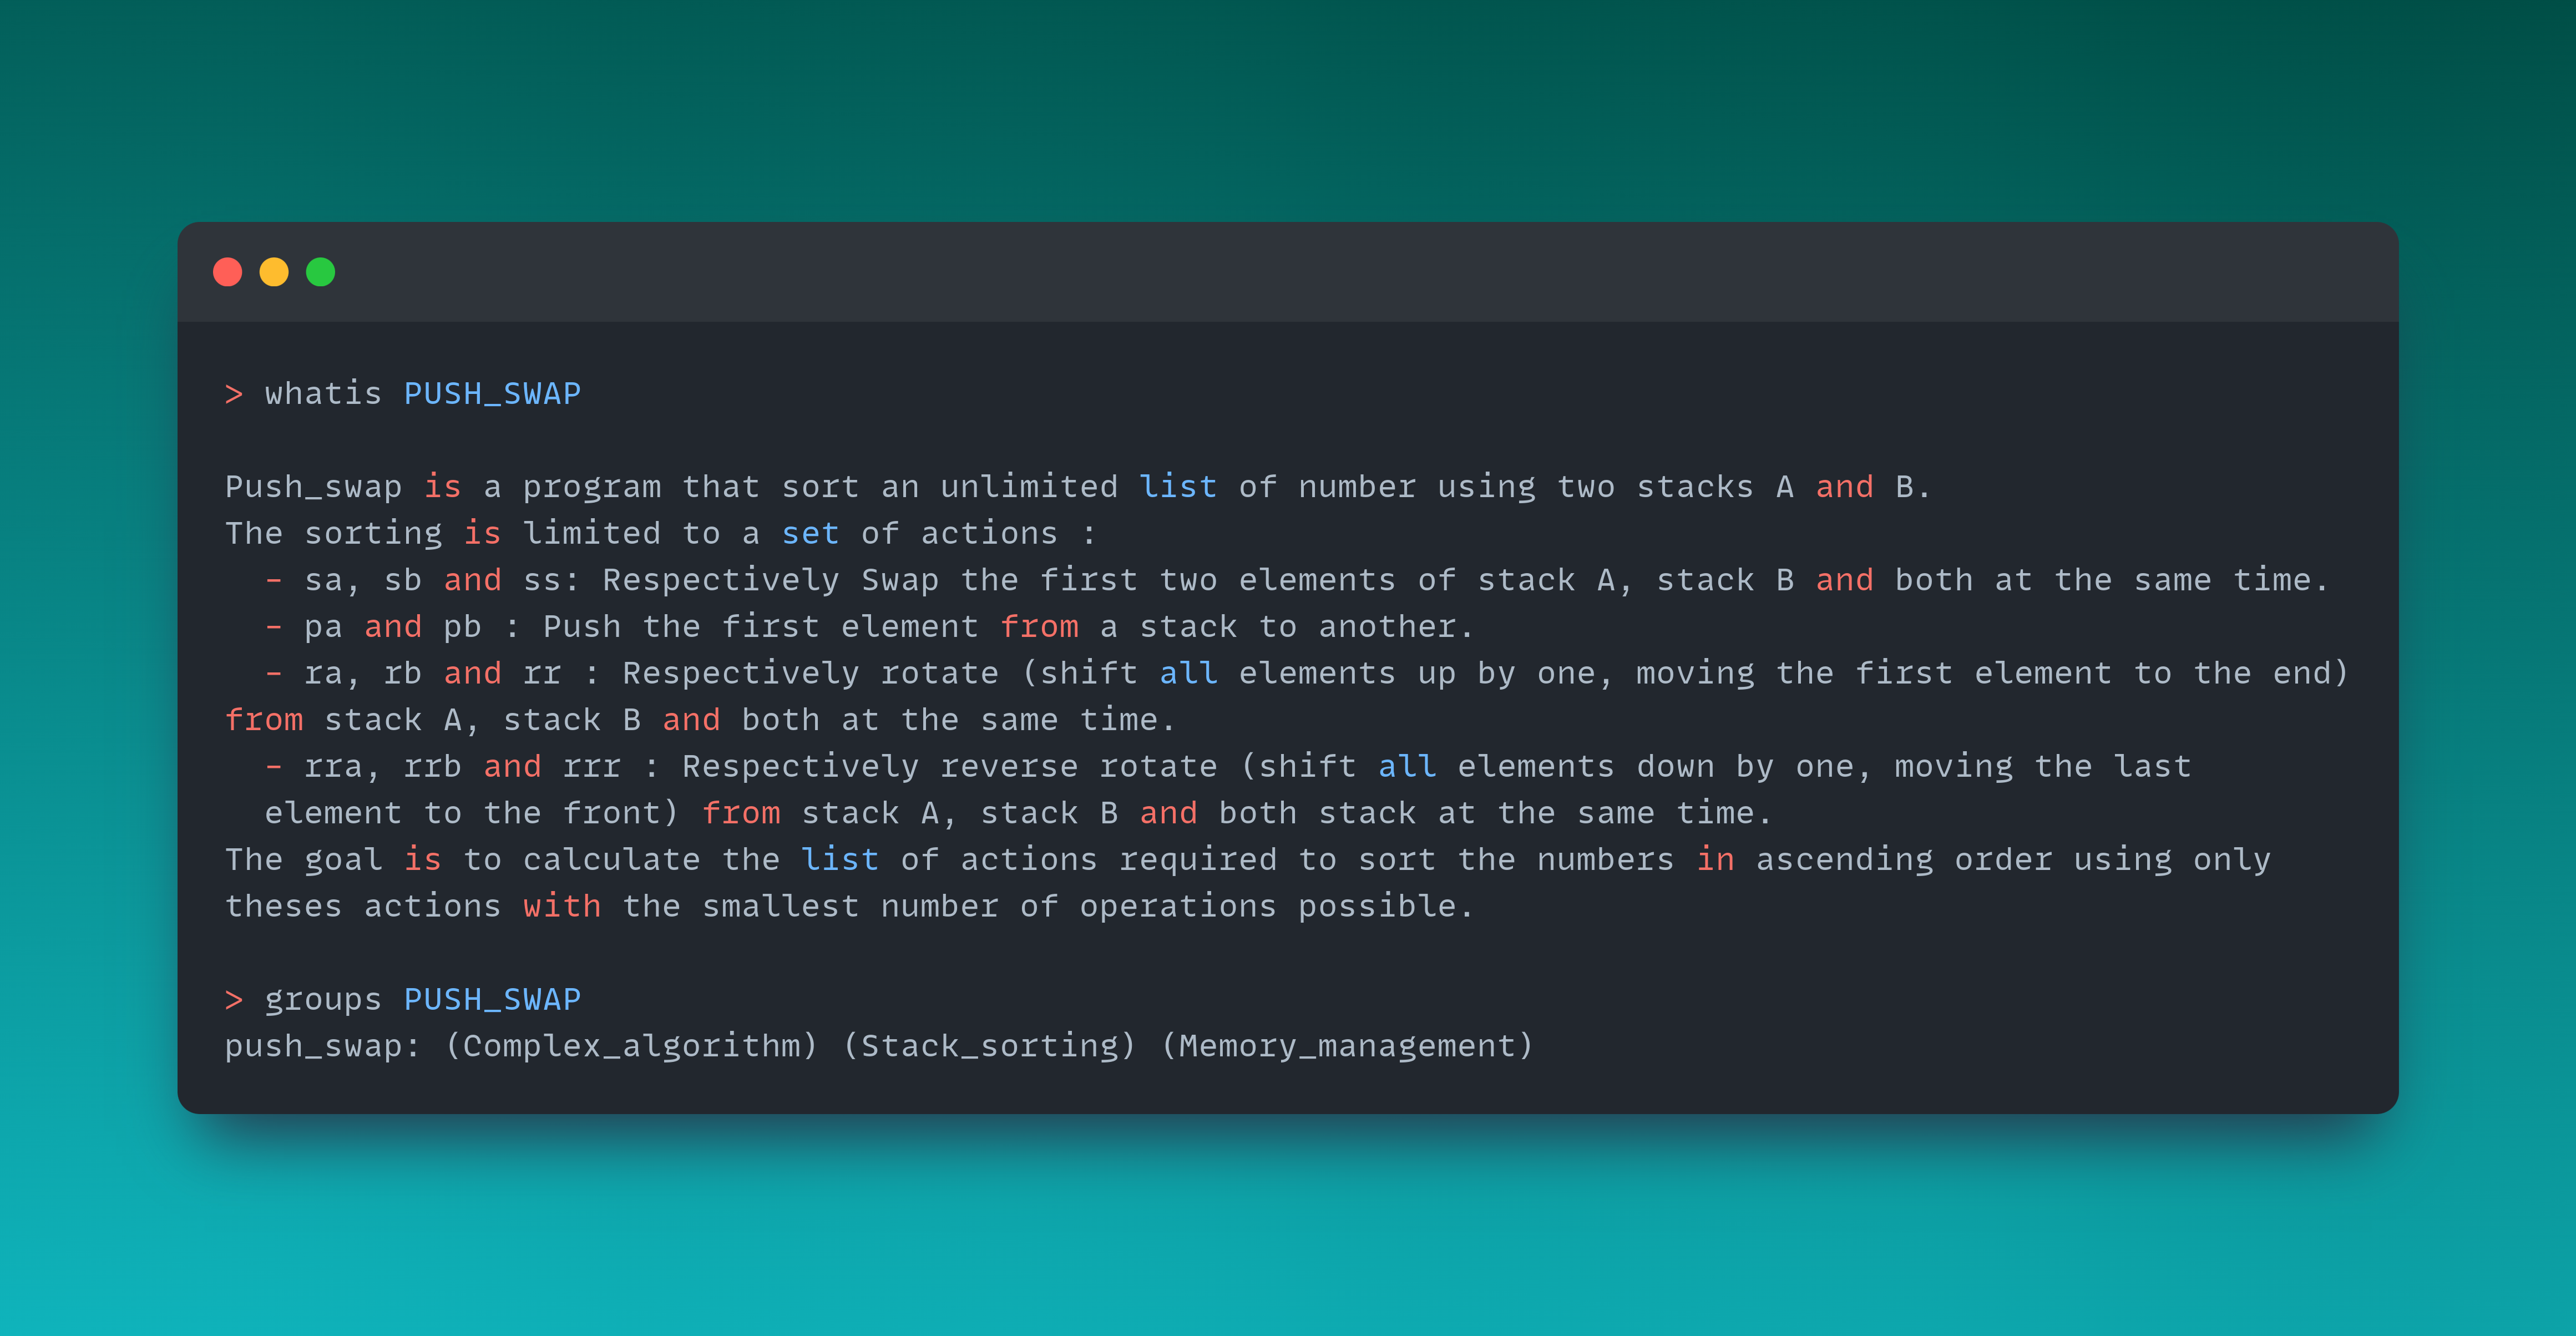 > whatis PUSH_SWAP
Push_swap is a program that sort an unlimited list of number using two stacks A and B.
The sorting is limited to a set of actions :
- sa, sb and ss: Respectively Swap the first two elements of stack A, stack B and both at the same time.
- pa and pb : Push the first element from a stack to another.
- ra, rb and rr : Respectively rotate (shift all elements up by one, moving the first element to the end)
from stack A, stack B and both at the same time.
- rra, rrb and rrr : Respectively reverse rotate (shift all elements down by one, moving the last
element to the front) from stack A, stack B and both stack at the same time.
The goal is to calculate the list of actions required to sort the numbers in ascending order using only
theses actions with the smallest number of operations possible.
> groups PUSH_SWAP
push_swap: (Complex_algorithm) (Stack_sorting) (Memory_management)